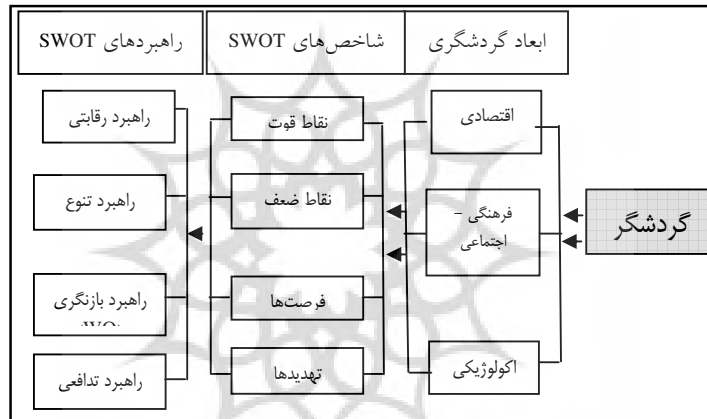 ابعاد گردشگری
شاخص‌های SWOT
راهبردهای SWOT
گردشگر
اقتصادی
فرهنگی –
اجتماعی
اکولوژیکی
نقاط قوت
نقاط ضعف
فرصت‌ها
تهدیدها
راهبرد رقابتی
راهبرد تنوع
راهبرد بازنگری
راهبرد تدافعی